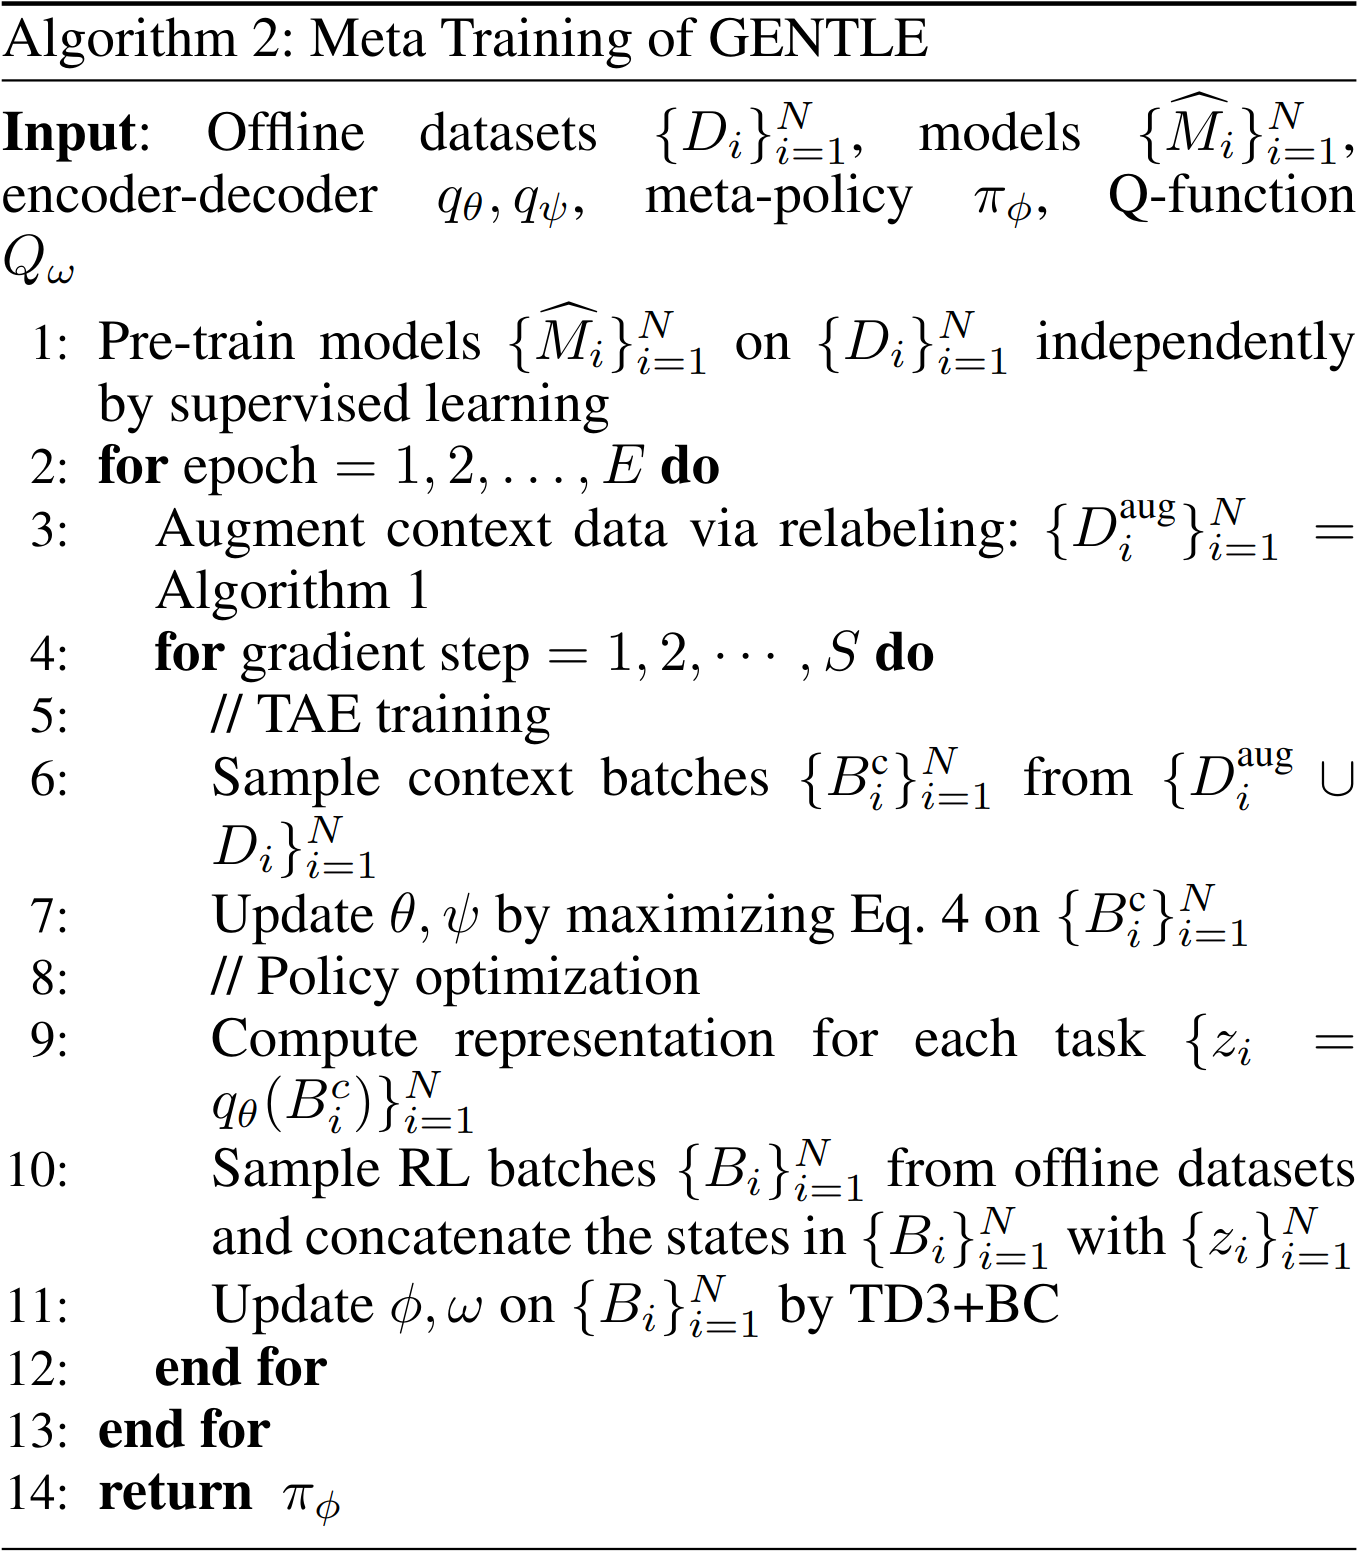 Algorithm 2: Meta Training of GENTLE
Input: Offline datasets $\{D_i\}_{i=1}^N$, models $\{\widehat{M}_i\}_{i=1}^N$,
encoder-decoder $q_\theta, q_\psi$, meta-policy $\pi_\phi$, Q-function
$Q_\omega$
1: Pre-train models $\{\widehat{M}_i\}_{i=1}^N$ on $\{D_i\}_{i=1}^N$ independently
by supervised learning
2: for epoch $= 1, 2, \ldots, E$ do
3: Augment context data via relabeling: $\{D_i^{\text{aug}}\}_{i=1}^N =$
Algorithm 1
4: for gradient step $= 1, 2, \cdots, S$ do
5: // TAE training
6: Sample context batches $\{B_i^{\text{c}}\}_{i=1}^N$ from $\{D_i^{\text{aug}} \cup$
$D_i\}_{i=1}^N$
7: Update $\theta, \psi$ by maximizing Eq. 4 on $\{B_i^{\text{c}}\}_{i=1}^N$
8: // Policy optimization
9: Compute representation for each task $\{z_i =$
$q_\theta(B_i^c)\}_{i=1}^N$
10: Sample RL batches $\{B_i\}_{i=1}^N$ from offline datasets
and concatenate the states in $\{B_i\}_{i=1}^N$ with $\{z_i\}_{i=1}^N$
11: Update $\phi, \omega$ on $\{B_i\}_{i=1}^N$ by TD3+BC
12: end for
13: end for
14: return $\pi_\phi$